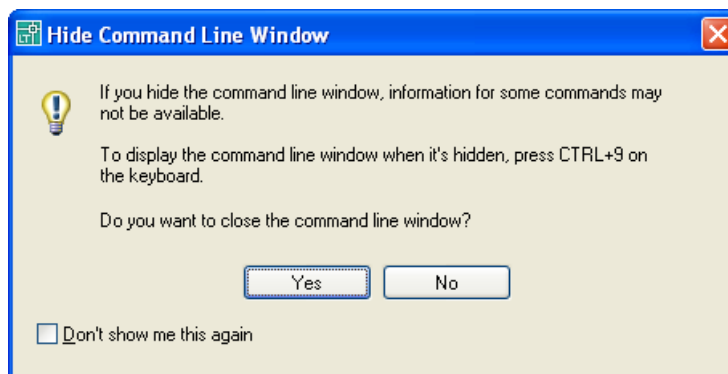 LT
Hide Command Line Window
If you hide the command line window, information for some commands may
not be available.
To display the command line window when it's hidden, press CTRL+9 on
the keyboard.
Do you want to close the command line window?
Yes
No
Don't show me this again